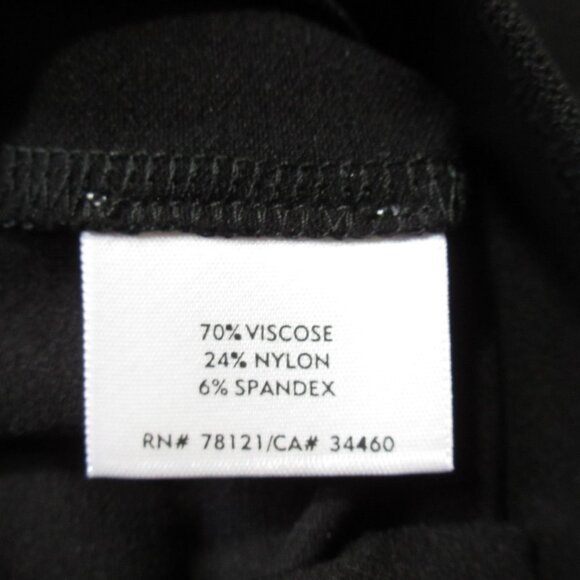 70% VISCOSE
24% NYLON
6% SPANDEX
RN# 78121/CA# 34460